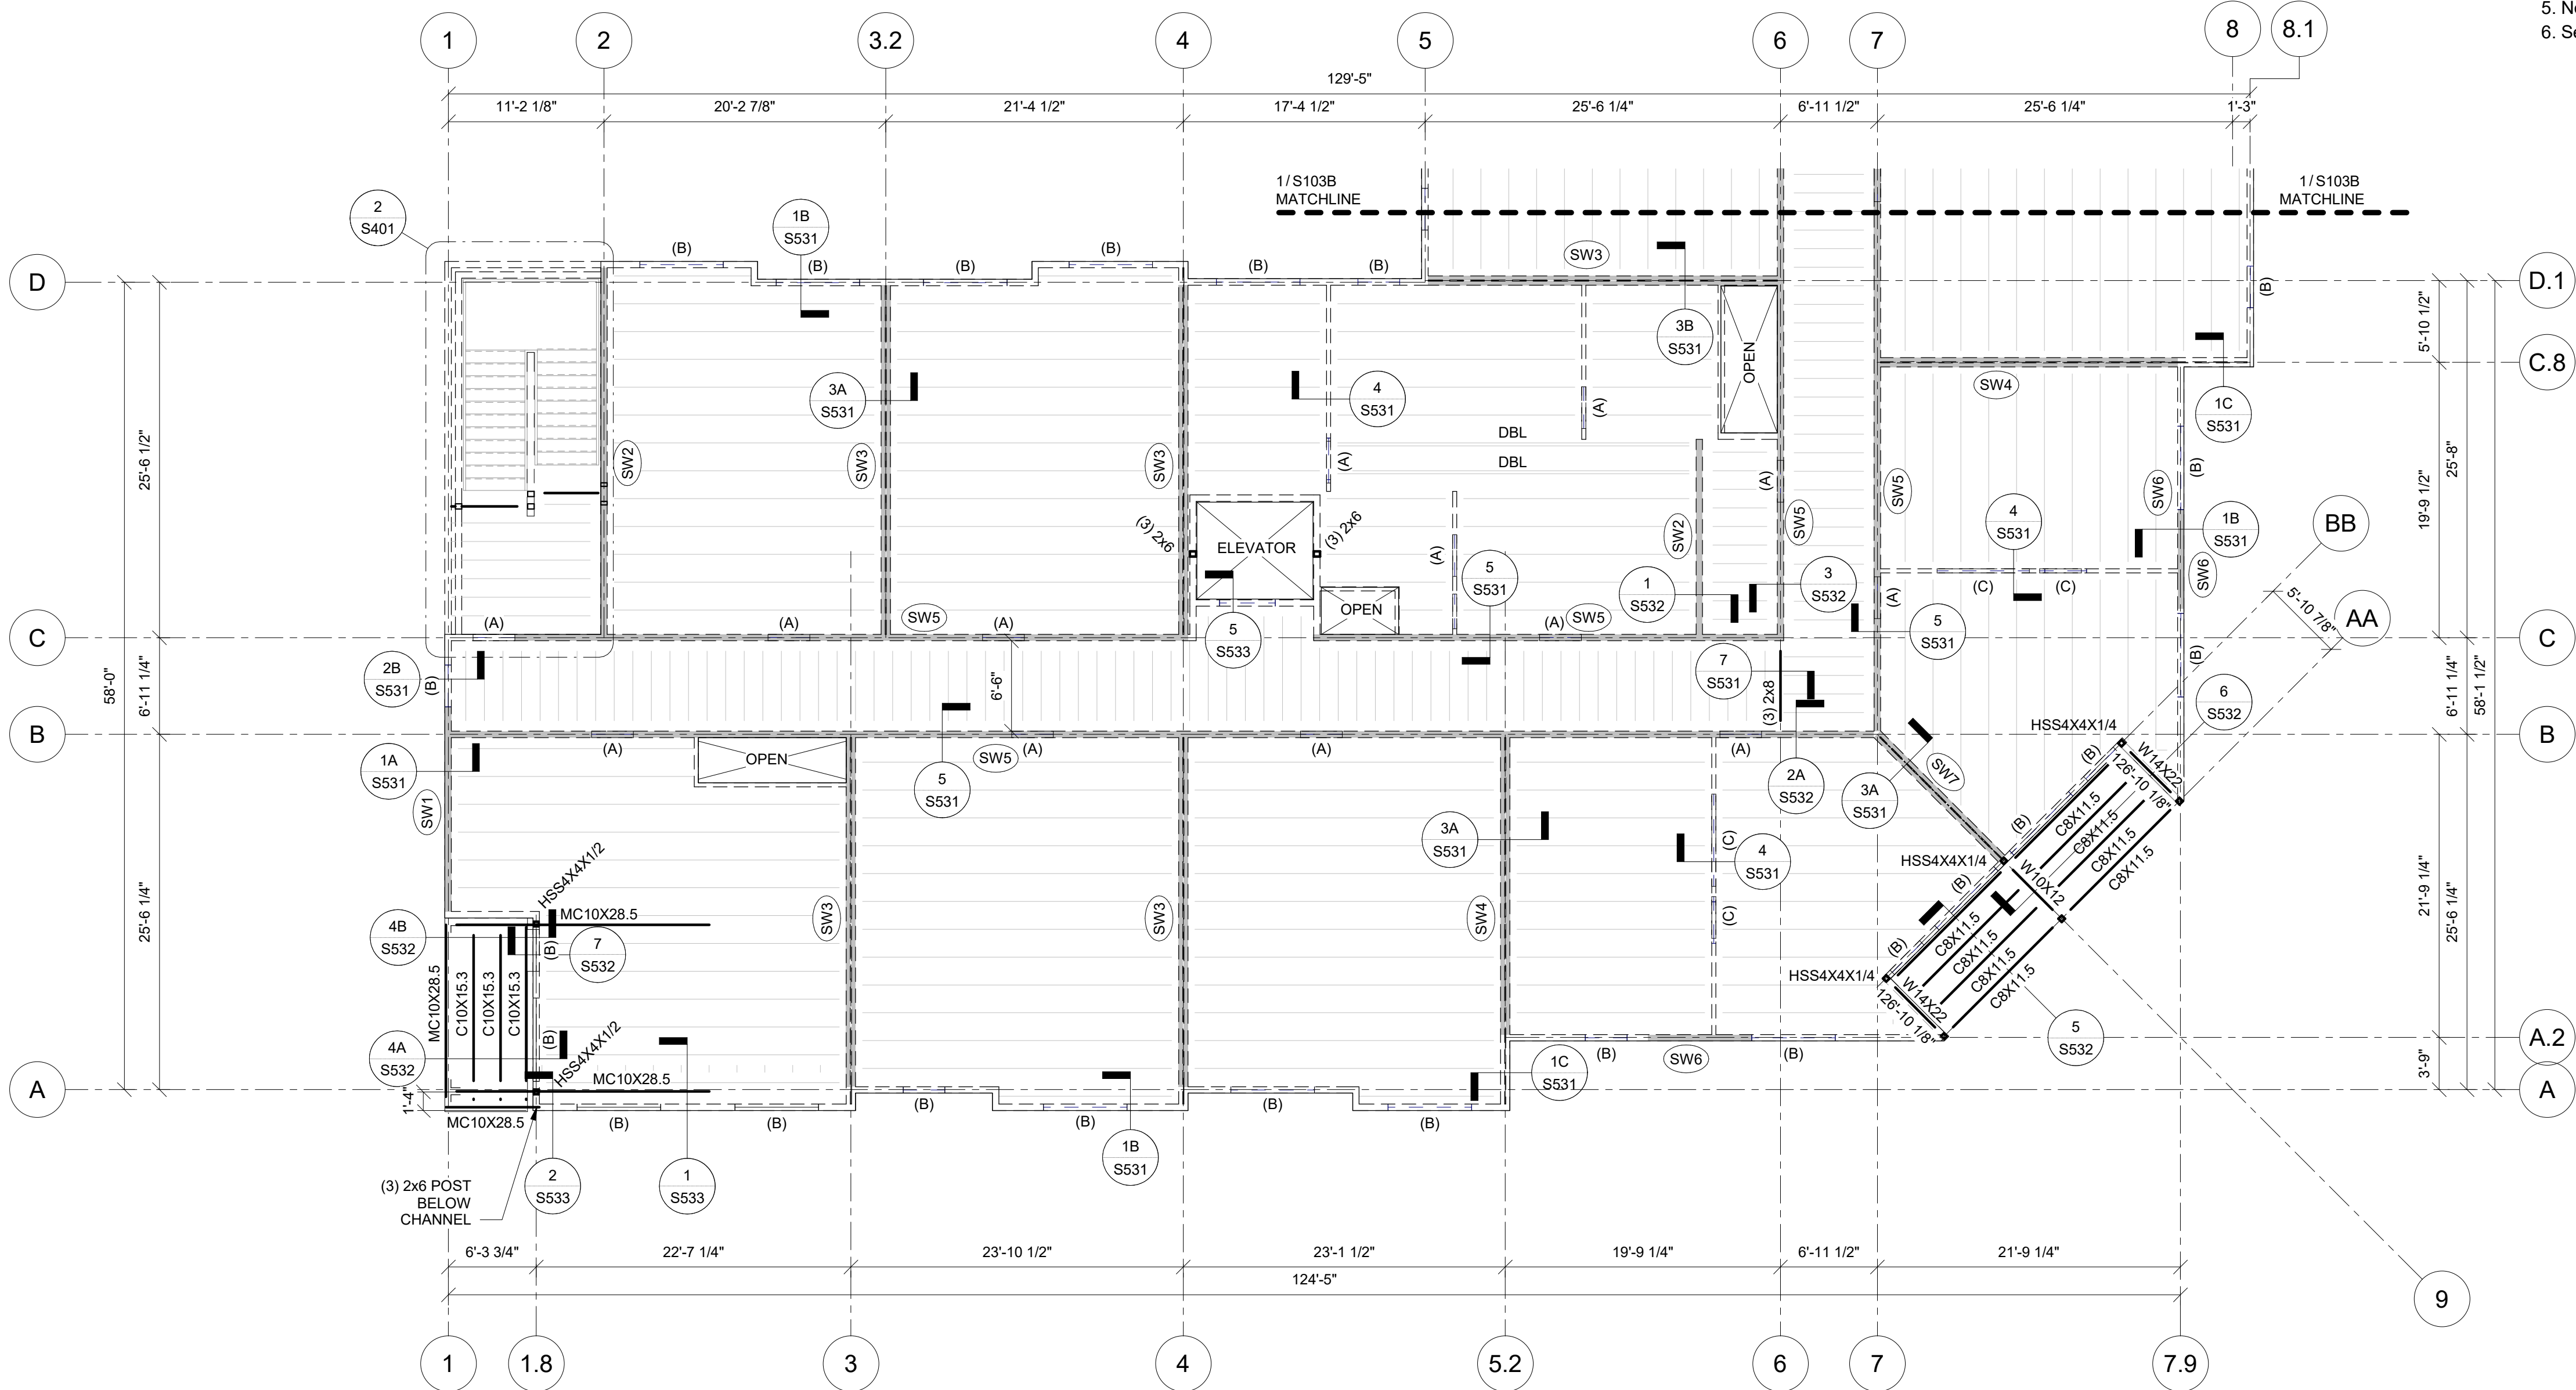 1
2
3.2
4
5
6
7
8
8.1
129'-5"
11'-2 1/8"
20'-2 7/8"
21'-4 1/2"
17'-4 1/2"
25'-6 1/4"
6'-11 1/2"
25'-6 1/4"
1'-3"
1 / S103B
MATCHLINE
1 / S103B
MATCHLINE
2
S401
1B
S531
(B)
(B)
(B)
(B)
(B)
(B)
SW3
D
D.1
(B)
3B
S531
OPEN
5'-10 1/2"
C.8
3A
S531
4
S531
(A)
SW4
1C
S531
25'-6 1/2"
SW2
SW3
SW3
DBL
DBL
(A)
(A)
SW5
SW5
SW6
(B)
19'-9 1/2"
25'-8"
(3) 2x6
ELEVATOR
(3) 2x6
(A)
SW2
4
S531
1B
S531
BB
5
S531
1
S532
3
S532
(A)
(C)
(C)
SW6
5'-10 7/8"
AA
OPEN
(A)
(A)
SW5
(A)
SW5
(A)
5
S533
5
S531
C
C
2B
S531
(B)
6'-6"
7
S531
(3) 2x8
(B)
6
S532
58'-0"
6'-11 1/4"
6'-11 1/4"
58'-1 1/2"
HSS4X4X1/4
B
B
(A)
OPEN
SW5
(A)
(A)
(A)
1A
S531
5
S531
2A
S532
3A
S531
SW7
(B)
W14X22
126'-10 1/8"
SW1
3A
S531
4
S531
(C)
(B)
C8X11.5
C8X11.5
C8X11.5
C8X11.5
HSS4X4X1/4
W10X12
HSS4X4X1/2
MC10X28.5
4B
S532
(B)
7
S532
SW3
SW3
SW4
(C)
(B)
(B)
C8X11.5
C8X11.5
C8X11.5
C8X11.5
HSS4X4X1/4
W14X22
126'-10 1/8"
25'-6 1/4"
21'-9 1/4"
25'-6 1/4"
MC10X28.5
C10X15.3
C10X15.3
C10X15.3
4A
S532
(B)
HSS4X4X1/2
MC10X28.5
(B)
SW6
(B)
5
S532
A.2
3'-9"
A
A
1'-4"
MC10X28.5
(B)
(B)
(B)
(B)
(B)
(B)
1C
S531
1B
S531
(3) 2x6 POST
BELOW
CHANNEL
2
S533
1
S533
6'-3 3/4"
22'-7 1/4"
23'-10 1/2"
23'-1 1/2"
19'-9 1/4"
6'-11 1/2"
21'-9 1/4"
124'-5"
9
1
1.8
3
4
5.2
6
7
7.9
5.
6.